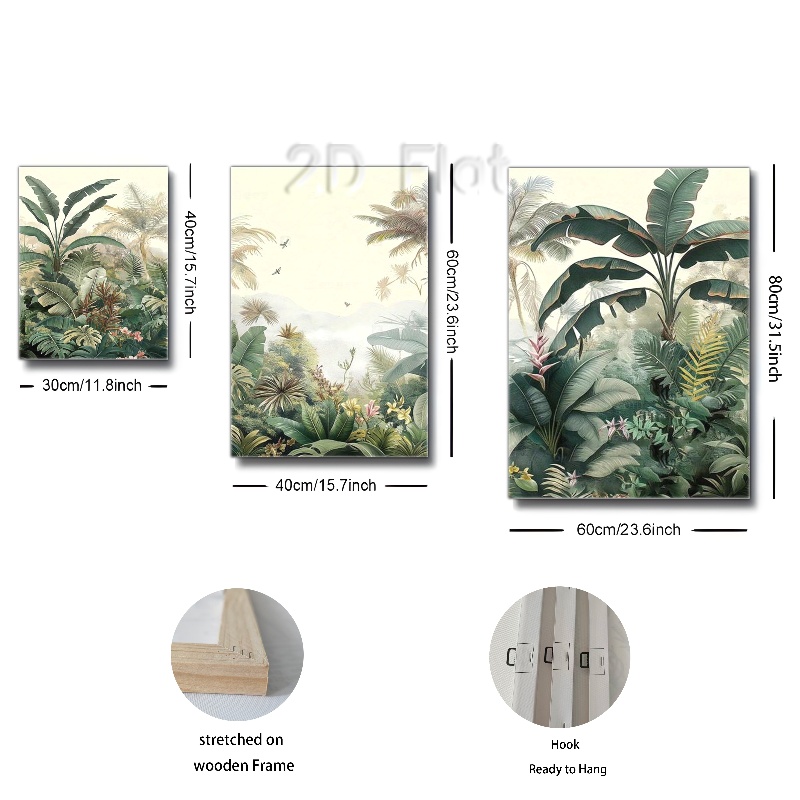 2D Flat
40cm/15.7inch
30cm/11.8inch
60cm/23.6inch
40cm/15.7inch
80cm/31.5inch
60cm/23.6inch
stretched on
wooden Frame
Hook
Ready to Hang